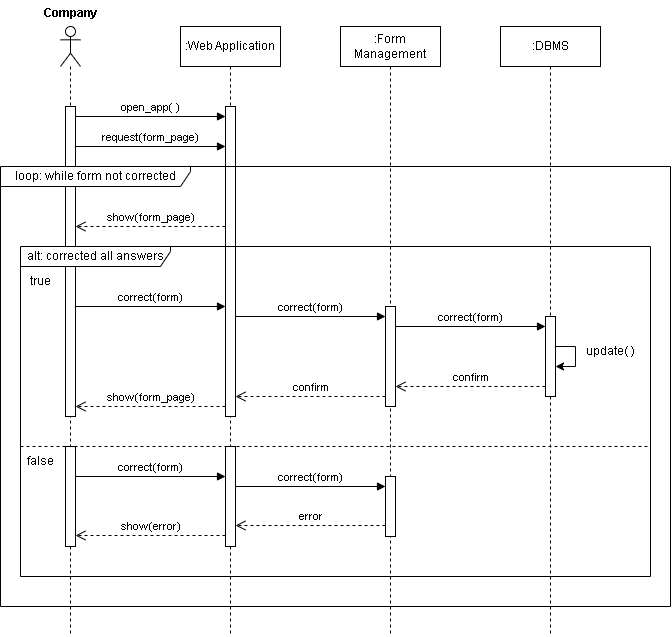 Company
:Web Application
:Form
Management
:DBMS
open_app( )
request(form_page)
loop: while form not corrected
show(form_page)
alt: corrected all answers
true
correct(form)
correct(form)
correct(form)
update( )
confirm
confirm
show(form_page)
false
correct(form)
correct(form)
error
show(error)